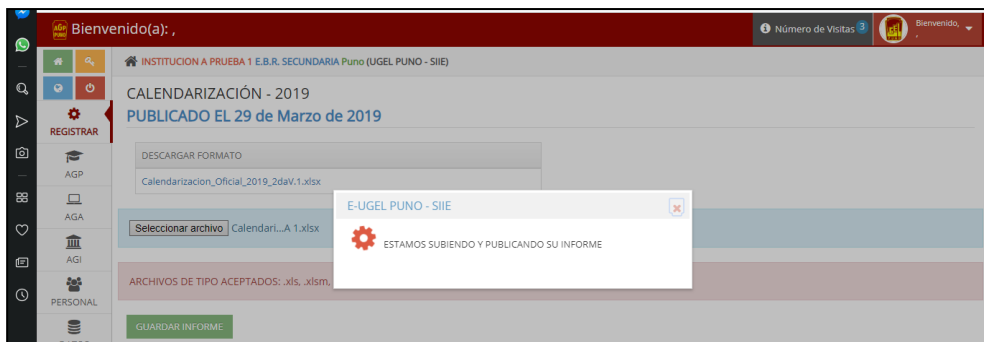 AGP PUNO Bienvenido(a): ,
Número de Visitas 3
Bienvenido,
,
INSTITUCION A PRUEBA 1 E.B.R. SECUNDARIA Puno (UGEL PUNO - SIIE)
CALENDARIZACIÓN - 2019
PUBLICADO EL 29 de Marzo de 2019
REGISTRAR
AGP
AGA
AGI
PERSONAL
DESCARGAR FORMATO
Calendarizacion_Oficial_2019_2daV.1.xlsx
Seleccionar archivo Calendari...A 1.xlsx
E-UGEL PUNO - SIIE
ESTAMOS SUBIENDO Y PUBLICANDO SU INFORME
ARCHIVOS DE TIPO ACEPTADOS: .xls, .xlsm,
GUARDAR INFORME